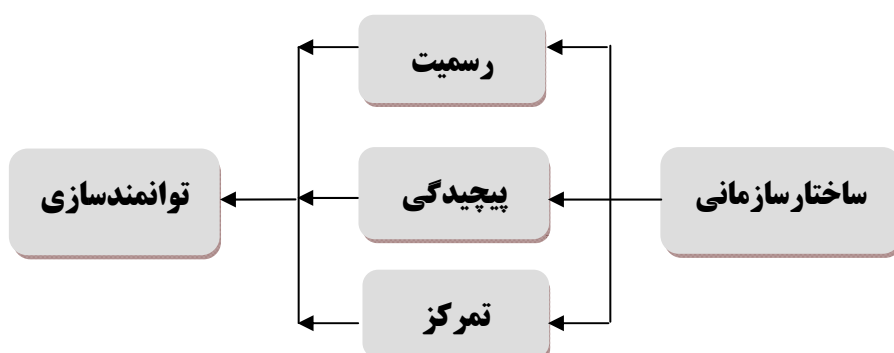 رسمیت
ساختارسازمانی
پیچیدگی
توانمندسازی
تمرکز